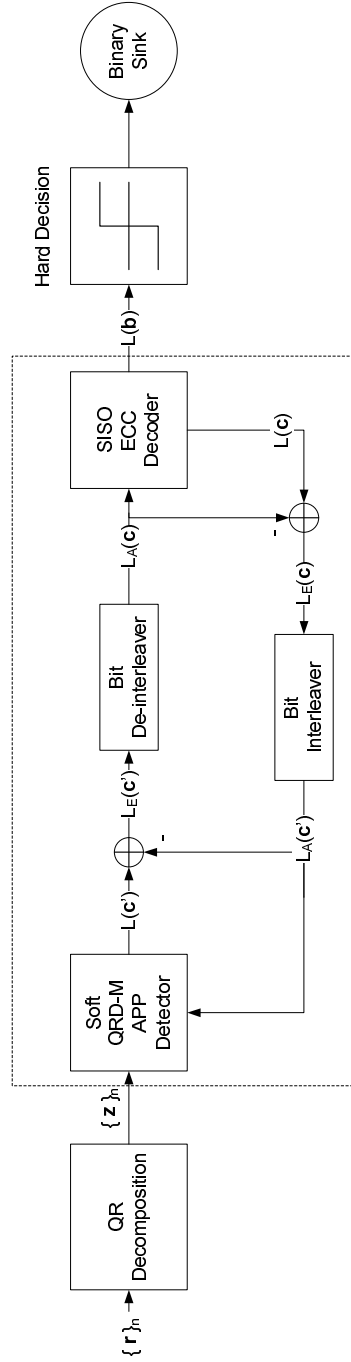 { r }n
QR
Decomposition
{ z }n
Soft
QRD-M
APP
Detector
L(c')
-
LE(c')
Bit
De-interleaver
LA(c)
SISO
ECC
Decoder
L(b)
Hard Decision
Binary
Sink
L(c)
-
LE(c)
Bit
Interleaver
LA(c')